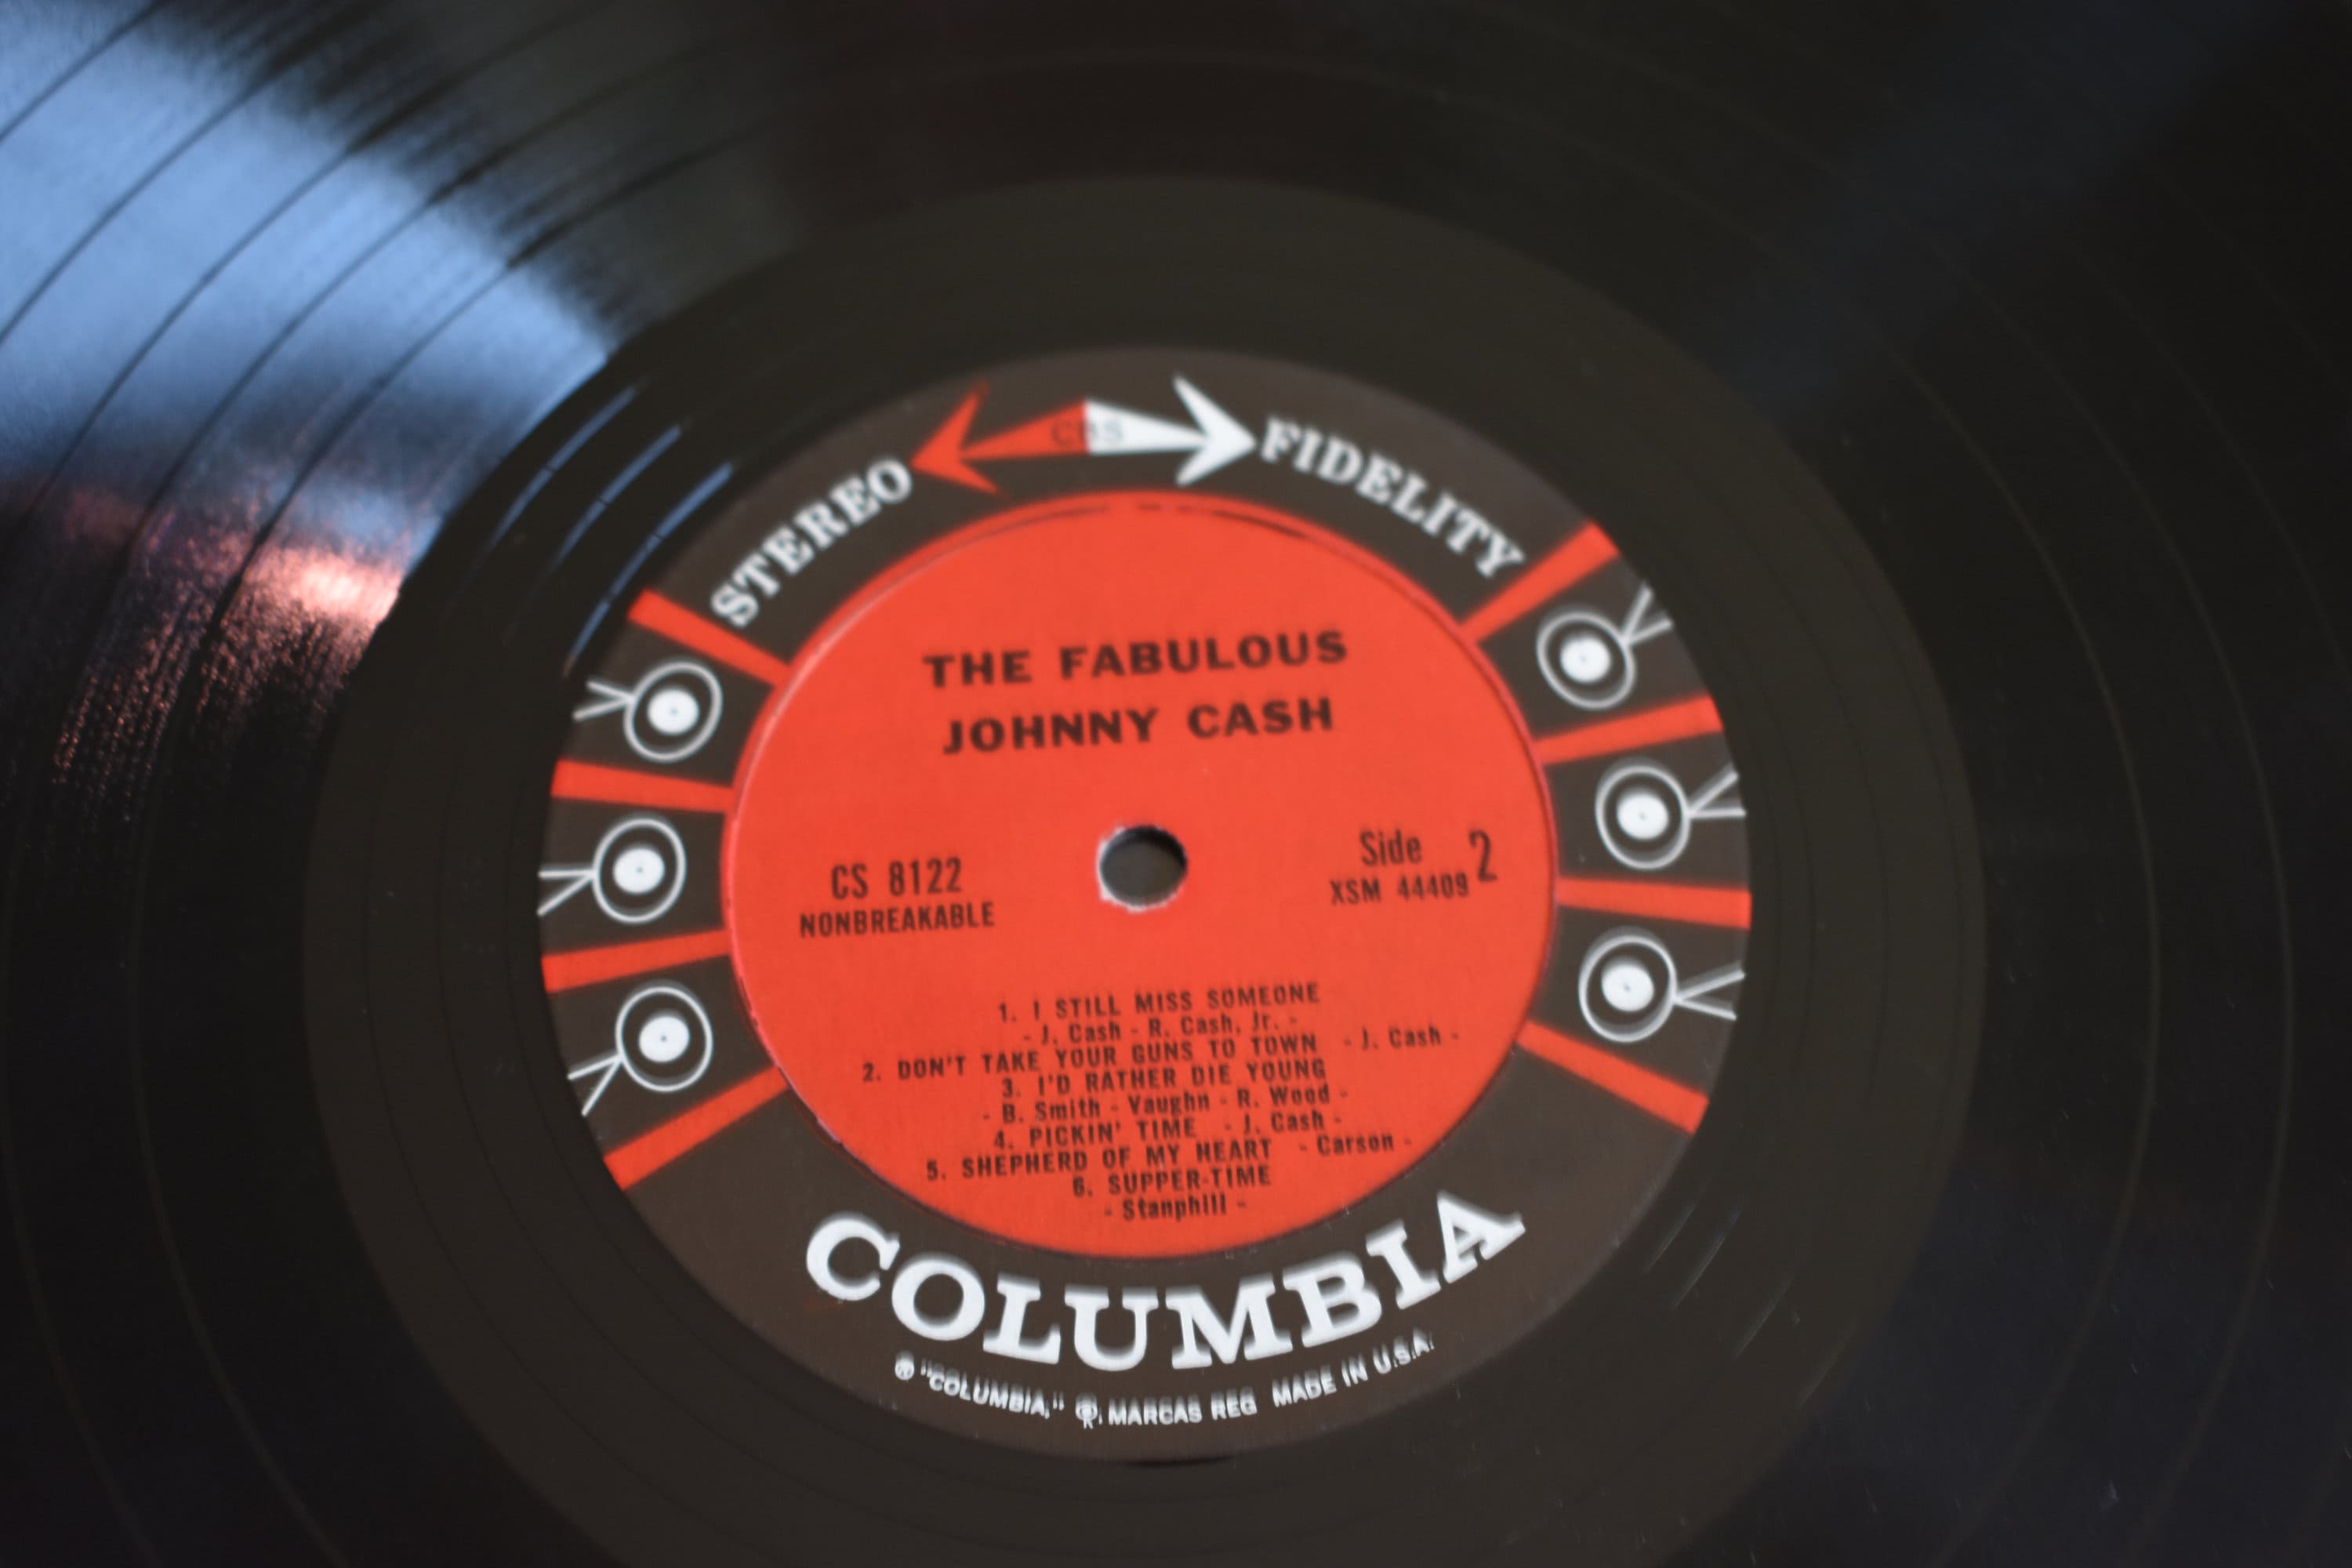 STEREO CBS FIDELITY
THE FABULOUS
JOHNNY CASH
CS 8122
NONBREAKABLE
Side 2
XSM 44409
1. I STILL MISS SOMEONE
- J. Cash - R. Cash, Jr. -
2. DON'T TAKE YOUR GUNS TO TOWN - J. Cash -
3. I'D RATHER DIE YOUNG
- B. Smith - Vaughn - R. Wood -
4. PICKIN' TIME - J. Cash -
5. SHEPHERD OF MY HEART - Carson -
6. SUPPER-TIME
- Stanphill -
COLUMBIA
"COLUMBIA," MARCAS REG MADE IN U.S.A.